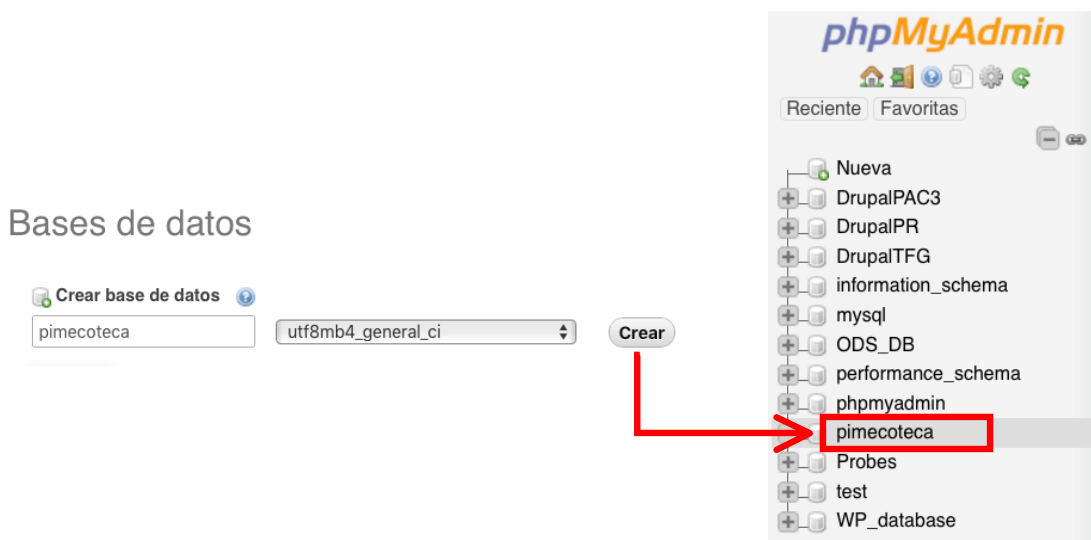 Bases de datos
Crear base de datos
pimecoteca
utf8mb4_general_ci
Crear
phpMyAdmin
Reciente Favoritas
Nueva
DrupalPAC3
DrupalPR
DrupalTFG
information_schema
mysql
ODS_DB
performance_schema
phpmyadmin
pimecoteca
Probes
test
WP_database